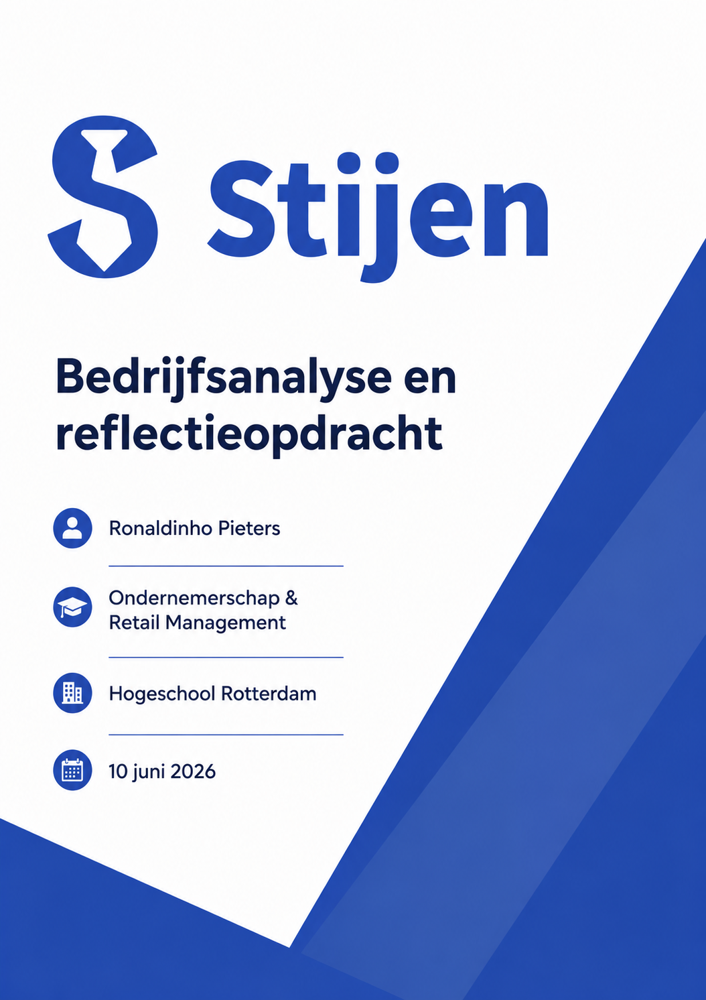 Stijen
Bedrijfsanalyse en
reflectieopdracht
Ronaldinho Pieters
Ondernemerschap &
Retail Management
Hogeschool Rotterdam
10 juni 2026